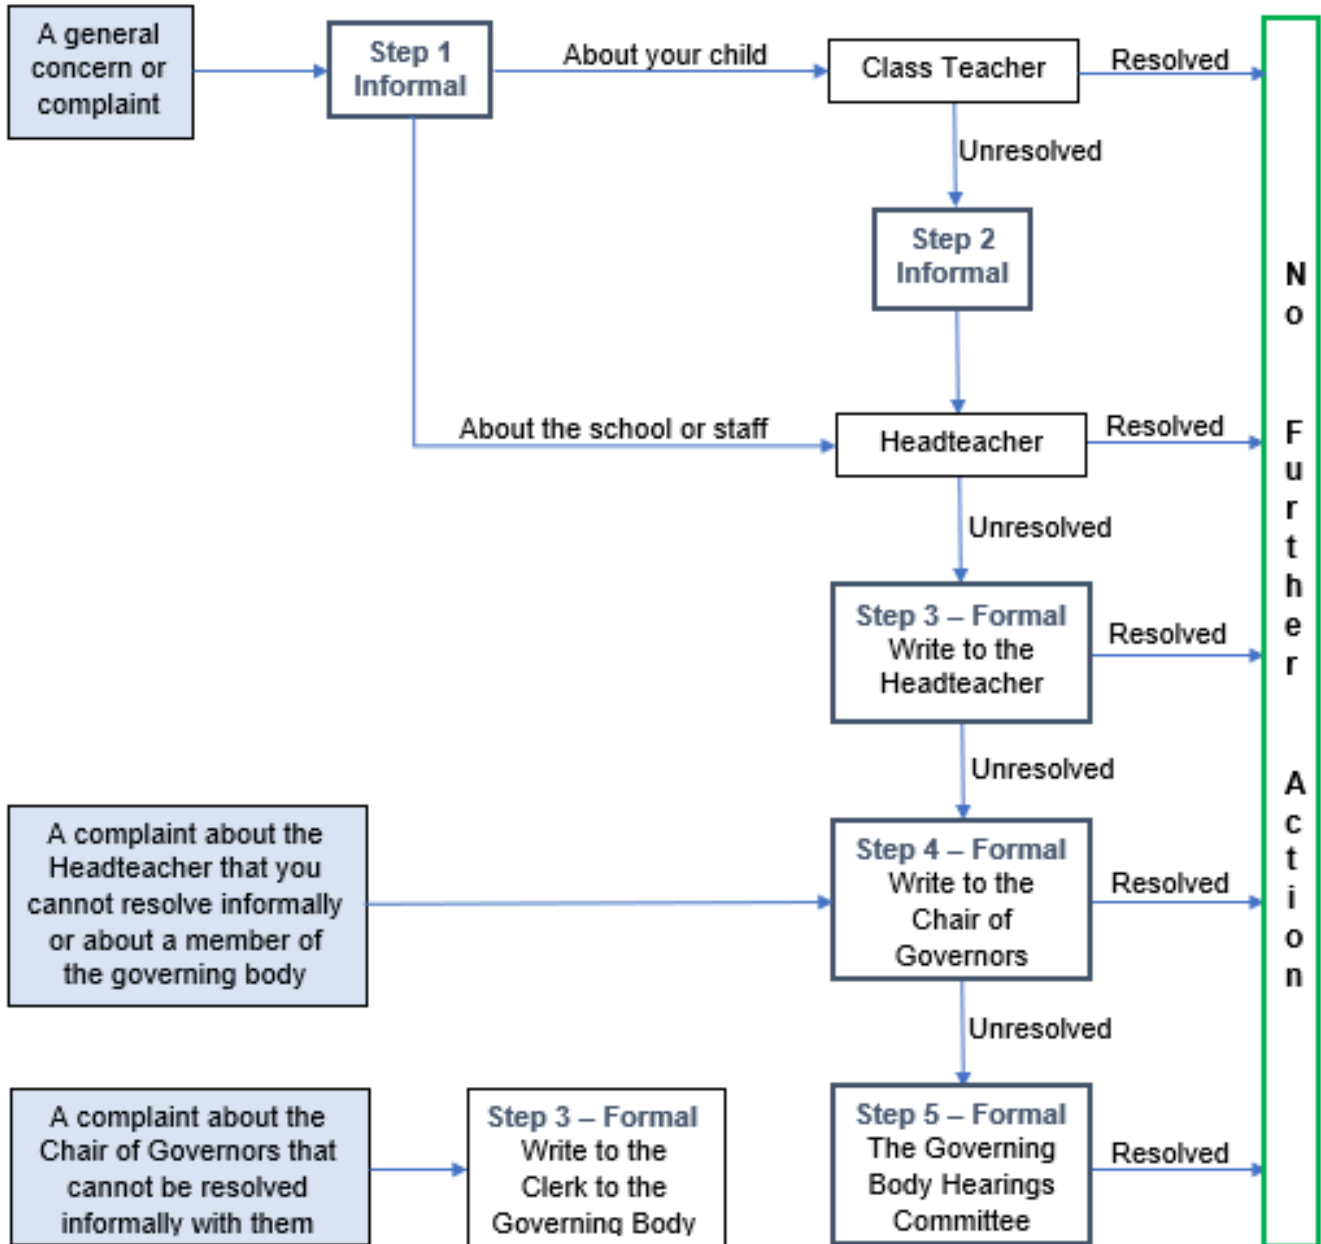 A general
concern or
complaint
Step 1
Informal
About your child
Class Teacher
Resolved
Unresolved
Step 2
Informal
About the school or staff
Headteacher
Resolved
Unresolved
Step 3 – Formal
Write to the
Headteacher
Resolved
Unresolved
A complaint about the
Headteacher that you
cannot resolve informally
or about a member of
the governing body
Step 4 – Formal
Write to the
Chair of
Governors
Resolved
Unresolved
A complaint about the
Chair of Governors that
cannot be resolved
informally with them
Step 3 – Formal
Write to the
Clerk to the
Governing Body
Step 5 – Formal
The Governing
Body Hearings
Committee
Resolved
No Further Action